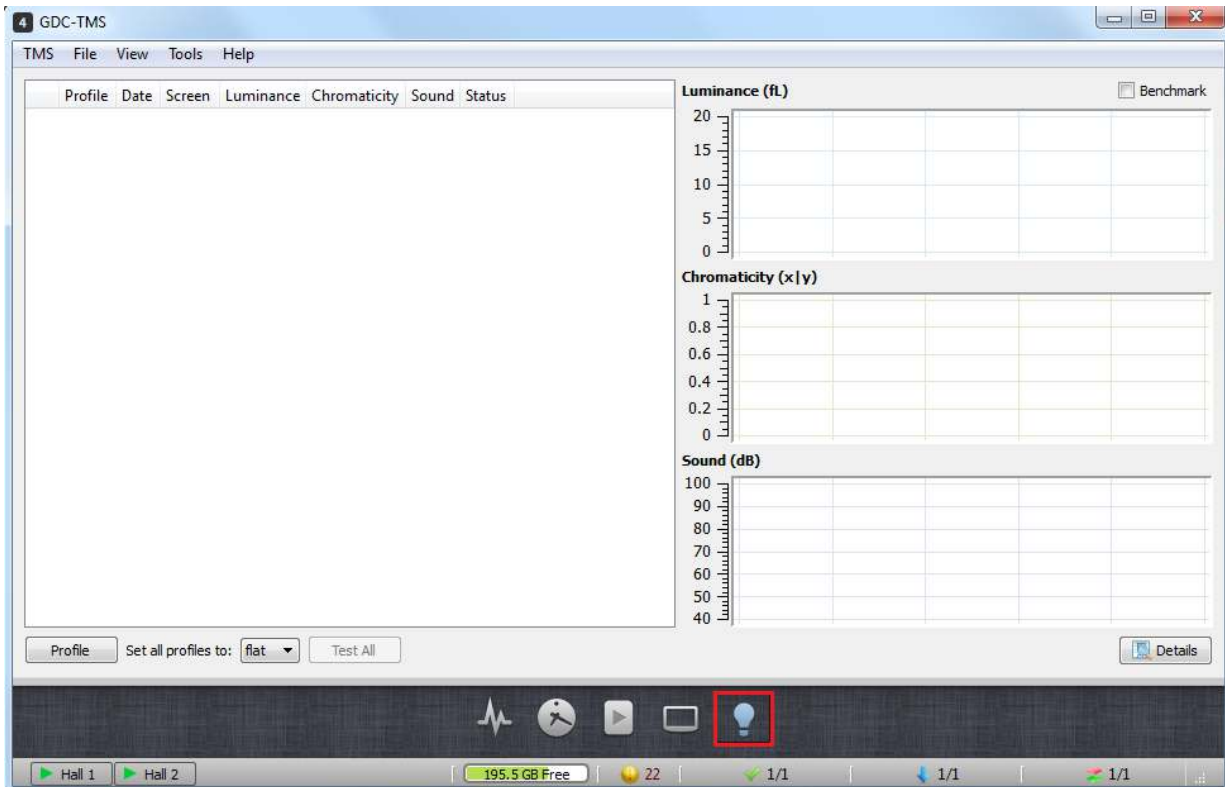 4 GDC-TMS
TMS File View Tools Help
Profile Date Screen Luminance Chromaticity Sound Status
Luminance (fL)
Benchmark
20
15
10
5
0
Chromaticity (x|y)
1
0.8
0.6
0.4
0.2
0
Sound (dB)
100
90
80
70
60
50
40
Profile Set all profiles to: flat Test All
Details
Hall 1 Hall 2 195.5 GB Free 22 1/1 1/1 1/1